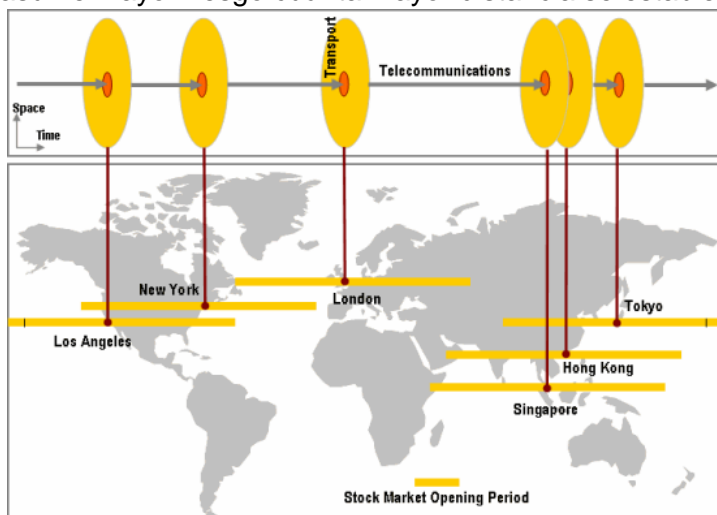 Transport
Telecommunications
Space
Time
New York
London
Tokyo
Los Angeles
Hong Kong
Singapore
Stock Market Opening Period